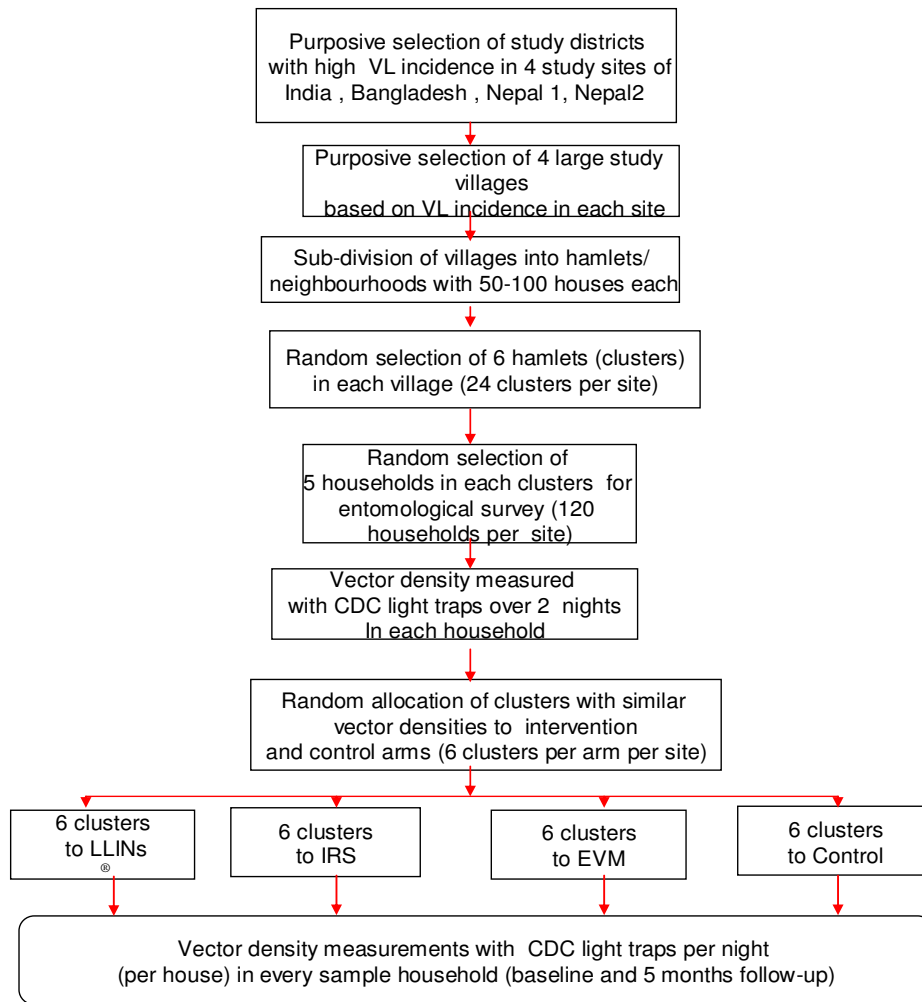 Purposive selection of study districts
with high VL incidence in 4 study sites of
India , Bangladesh , Nepal 1, Nepal2
Purposive selection of 4 large study
villages
based on VL incidence in each site
Sub-division of villages into hamlets/
neighbourhoods with 50-100 houses each
Random selection of 6 hamlets (clusters)
in each village (24 clusters per site)
Random selection of
5 households in each clusters for
entomological survey (120
households per site)
Vector density measured
with CDC light traps over 2 nights
In each household
Random allocation of clusters with similar
vector densities to intervention
and control arms (6 clusters per arm per site)
6 clusters
to LLINs
®
6 clusters
to IRS
6 clusters
to EVM
6 clusters
to Control
Vector density measurements with CDC light traps per night
(per house) in every sample household (baseline and 5 months follow-up)